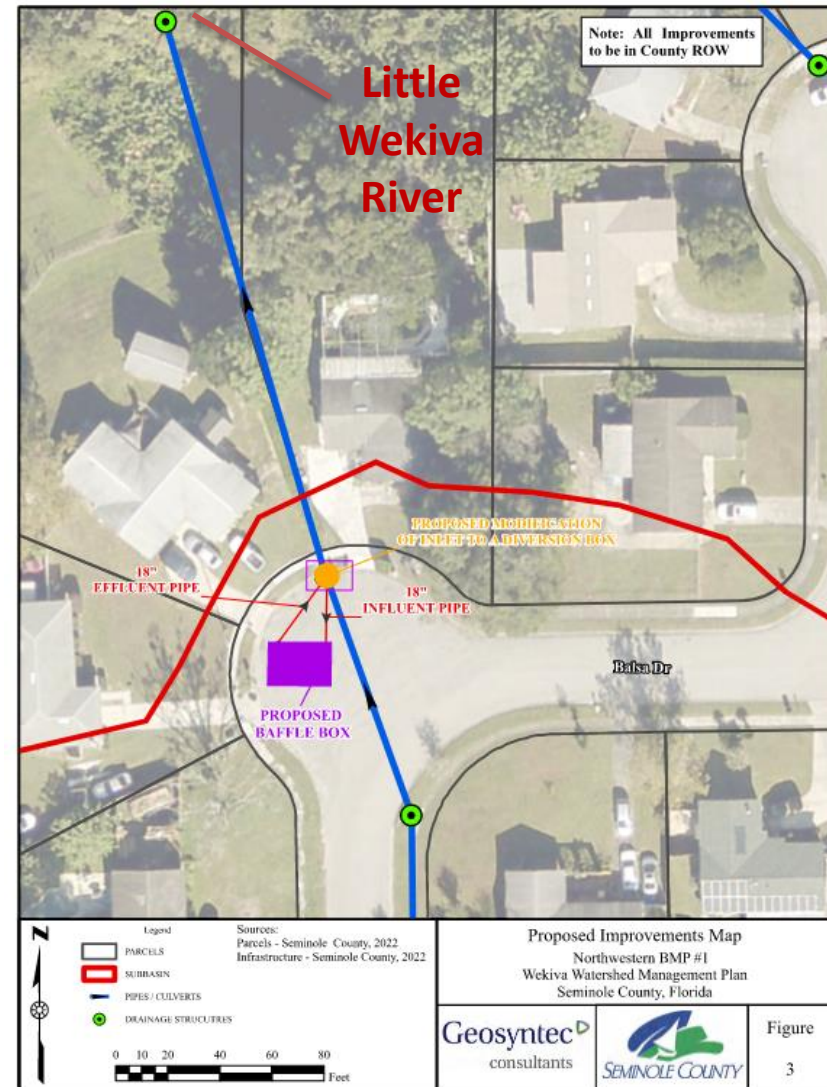 Note: All Improvements
to be in County ROW
Little
Wekiva
River
PROPOSED MODIFICATION
OF INLET TO A DIVERSION BOX
18"
EFFLUENT PIPE
18"
INFLUENT PIPE
Balsa Dr
PROPOSED
BAFFLE BOX
N
Legend
PARCELS
SUBBASIN
PIPES / CULVERTS
DRAINAGE STRUCUTRES
Sources:
Parcels - Seminole County, 2022
Infrastructure - Seminole County, 2022
0 10 20 40 60 80
Feet
Proposed Improvements Map
Northwestern BMP #1
Wekiva Watershed Management Plan
Seminole County, Florida
Geosyntec
consultants
SEMINOLE COUNTY
Figure
3